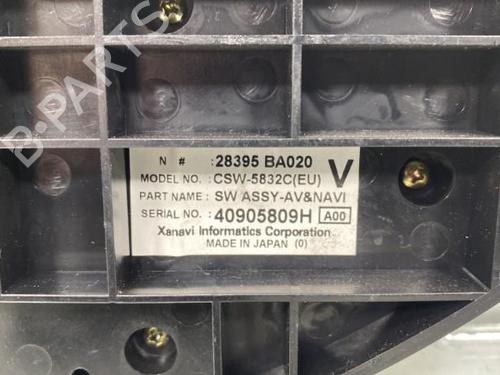 B-PARTS
N #: 28395 BA020
MODEL NO.: CSW-5832C(EU) V
PART NAME: SW ASSY-AV&NAVI
SERIAL NO.: 40905809H A00
Xanavi Informatics Corporation
MADE IN JAPAN (0)